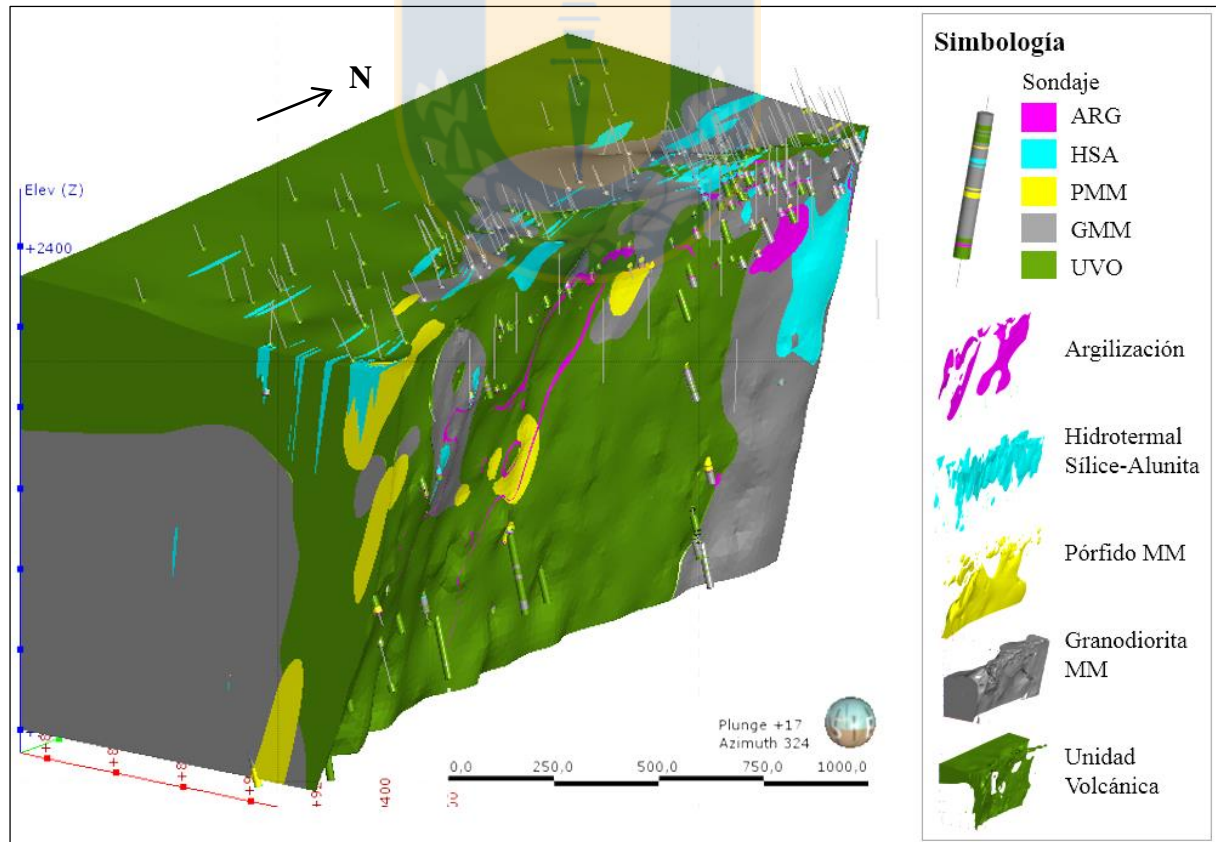 N
Elev (Z)
+2400
Plunge +17
Azimuth 324
0,0 250,0 500,0 750,0 1000,0
Simbología
Sondaje
ARG
HSA
PMM
GMM
UVO
Argilización
Hidrotermal
Sílice-Alunita
Pórfido MM
Granodiorita
MM
Unidad
Volcánica